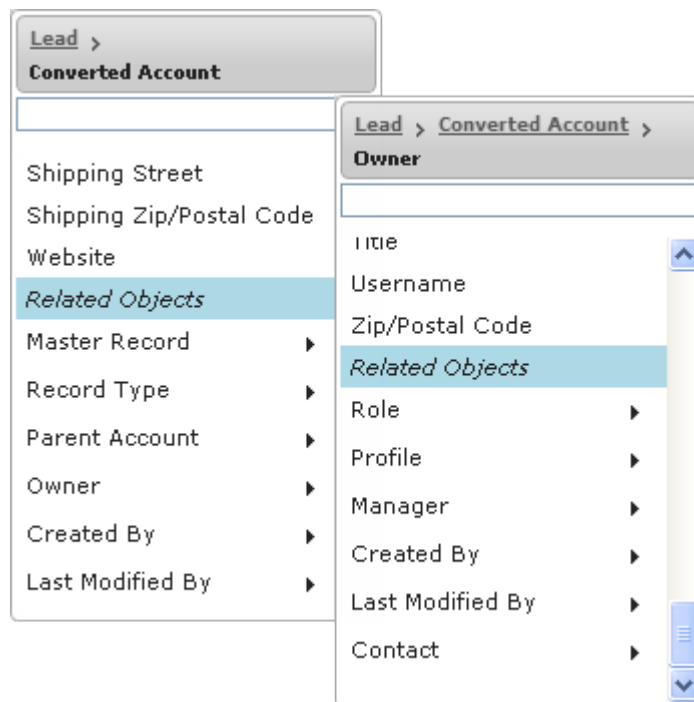 Lead >
Converted Account
Shipping Street
Shipping Zip/Postal Code
Website
Related Objects
Master Record
Record Type
Parent Account
Owner
Created By
Last Modified By
Lead > Converted Account >
Owner
Title
Username
Zip/Postal Code
Related Objects
Role
Profile
Manager
Created By
Last Modified By
Contact